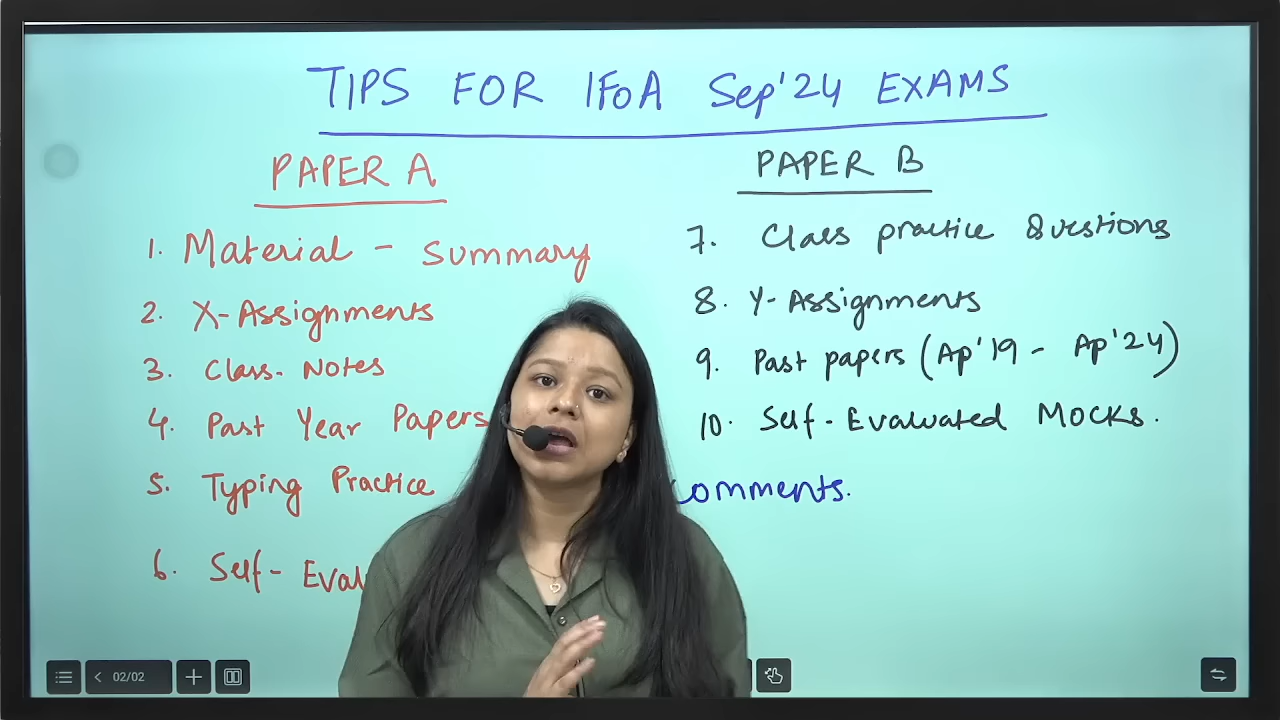 TIPS FOR IFoA Sep'24 EXAMS
PAPER A
1. Material - summary
2. X-Assignments
3. Class-Notes
4. Past Year Papers
5. Typing Practice
6. Self-
PAPER B
7. Class practice Questions
8. Y-Assignments
9. Past papers (Ap'19 - Ap'24)
10. Self-Evaluated Mocks.
omments.
02/02